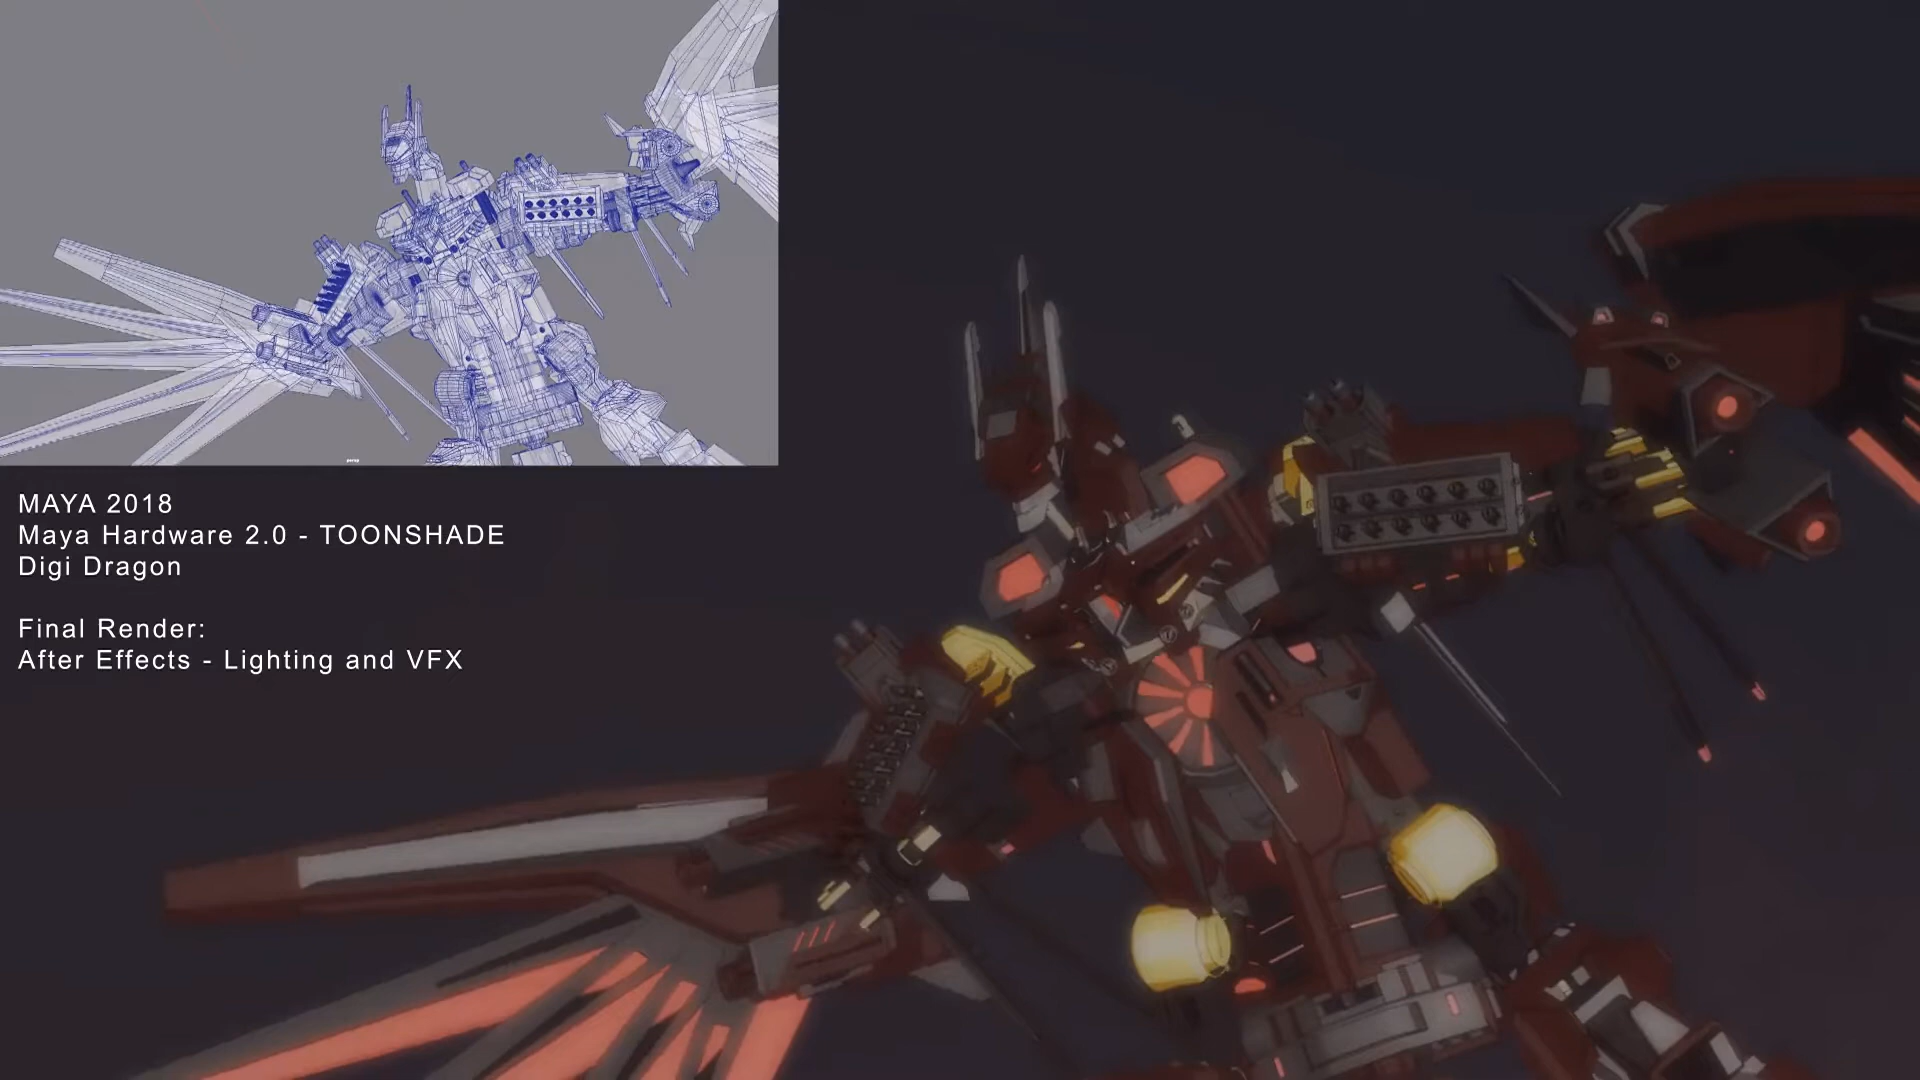 MAYA 2018
Maya Hardware 2.0 - TOONSHADE
Digi Dragon
Final Render:
After Effects - Lighting and VFX